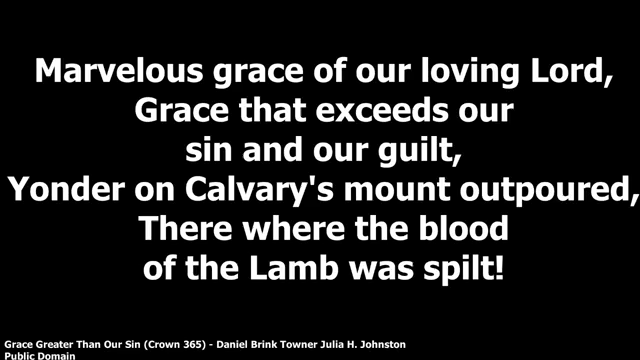 Marvelous grace of our loving Lord,
Grace that exceeds our
sin and our guilt,
Yonder on Calvary's mount outpoured,
There where the blood
of the Lamb was spilt!
Grace Greater Than Our Sin (Crown 365) - Daniel Brink Towner Julia H. Johnston
Public Domain